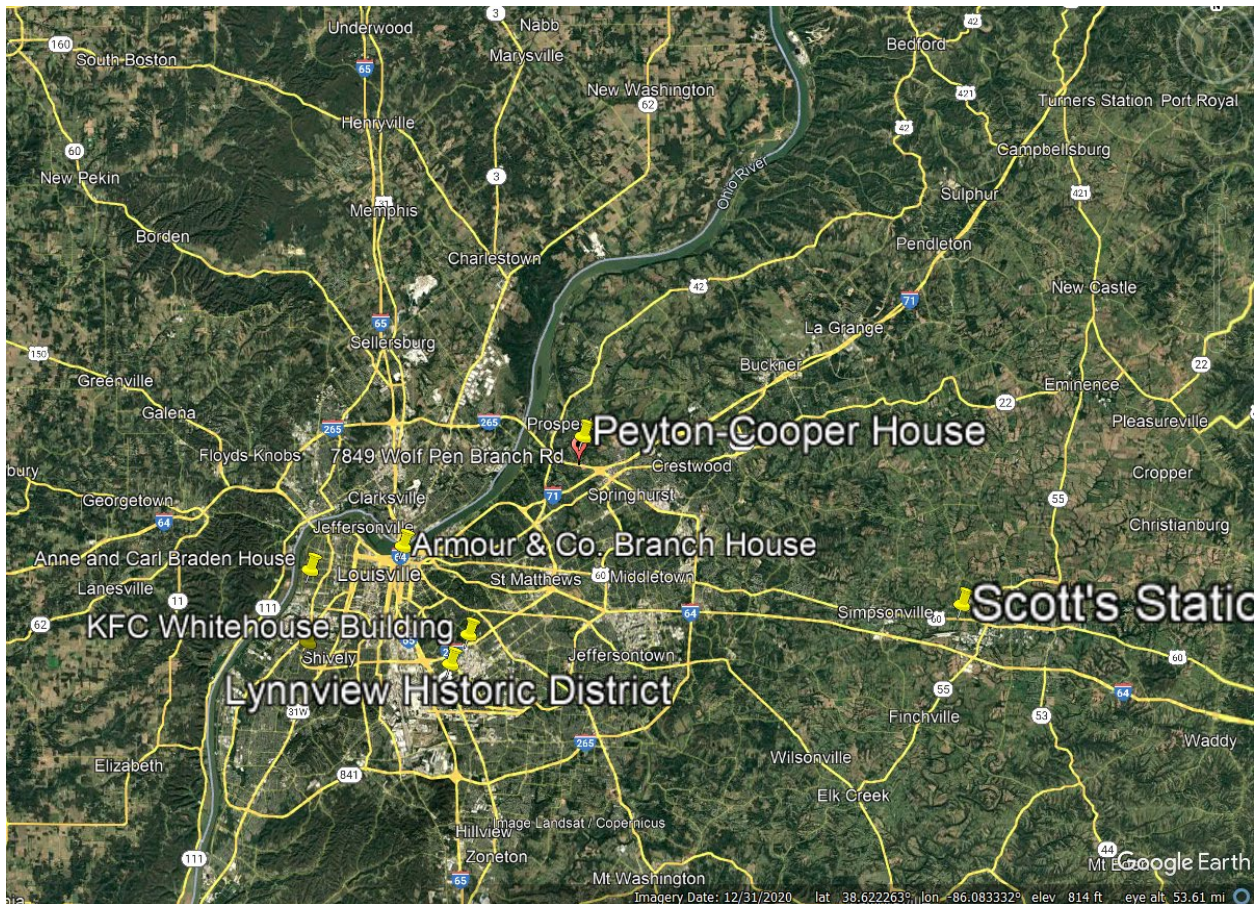 3
Nabb
42
Underwood
160
Bedford
South Boston
65
Marysville
New Washington
62
421
Turners Station Port Royal
Henryville
42
60
Campbellsburg
New Pekin
3
421
Sulphur
Memphis
31
Ohio River
Borden
Pendleton
Charlestown
42
New Castle
71
65
La Grange
Sellersburg
150
Buckner
22
Greenville
Eminence
Galena
22
265
265
Pleasureville
Peyton-Cooper House
Floyds Knobs
7849 Wolf Pen Branch Rd
Crestwood
Cropper
bury
Georgetown
Clarksville
71
Springhurst
55
64
Jeffersonville
Christianburg
Anne and Carl Braden House
64
Armour & Co. Branch House
Lanesville
Louisville
St Matthews
60
Middletown
11
111
62
Simpsonville
60
Scott's Static
64
KFC Whitehouse Building
65
Shively
Jeffersontown
60
Lynnview Historic District
55
64
31W
Finchville
53
265
Waddy
Elizabeth
Wilsonville
841
Elk Creek
Image Landsat / Copernicus
Hillview
111
Zoneton
44
Google Earth
65
Mt Washington
Imagery Date: 12/31/2020 lat 38.622263° lon -86.083332° elev 814 ft eye alt 53.61 mi